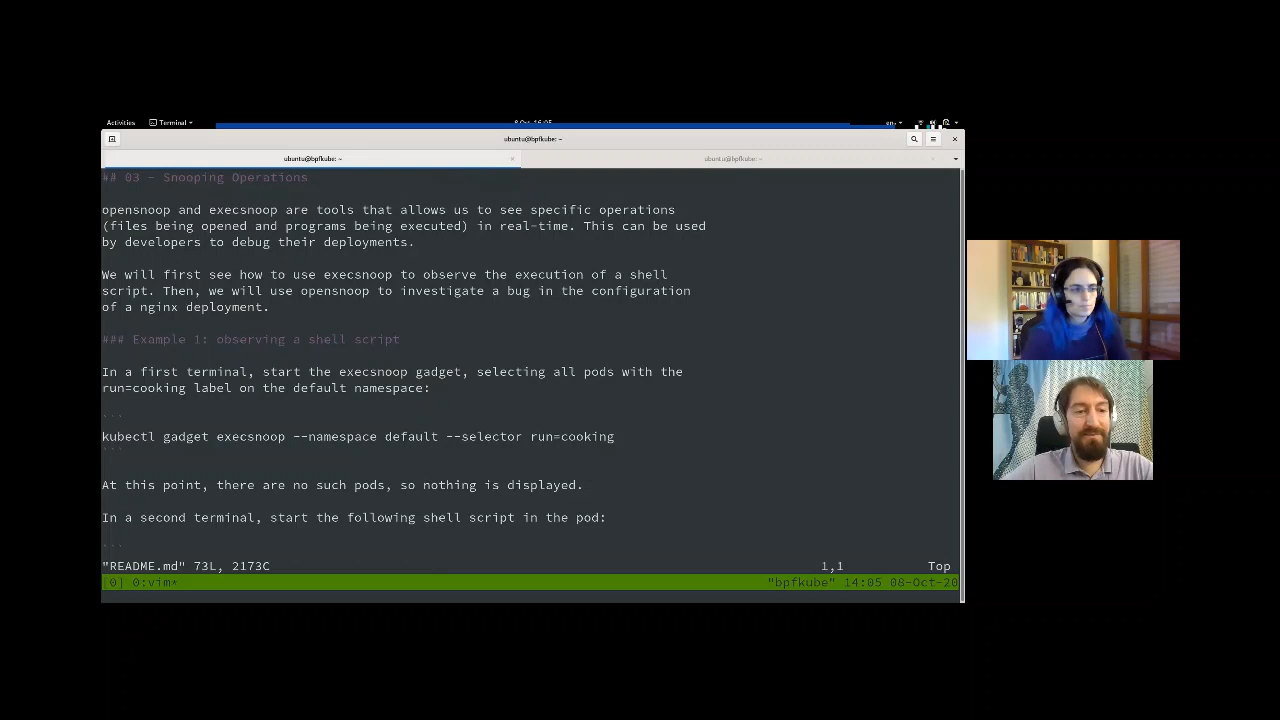 Activities Terminal 8 Oct 16:05 en
ubuntu@bpfkube: ~
ubuntu@bpfkube: ~ ubuntu@bpfkube: ~
## 03 - Snooping Operations
opensnoop and execsnoop are tools that allows us to see specific operations
(files being opened and programs being executed) in real-time. This can be used
by developers to debug their deployments.
We will first see how to use execsnoop to observe the execution of a shell
script. Then, we will use opensnoop to investigate a bug in the configuration
of a nginx deployment.
### Example 1: observing a shell script
In a first terminal, start the execsnoop gadget, selecting all pods with the
run=cooking label on the default namespace:
```
kubectl gadget execsnoop --namespace default --selector run=cooking
```
At this point, there are no such pods, so nothing is displayed.
In a second terminal, start the following shell script in the pod:
```
"README.md" 73L, 2173C 1,1 Top
[0] 0:vim* "bpfkube" 14:05 08-Oct-20